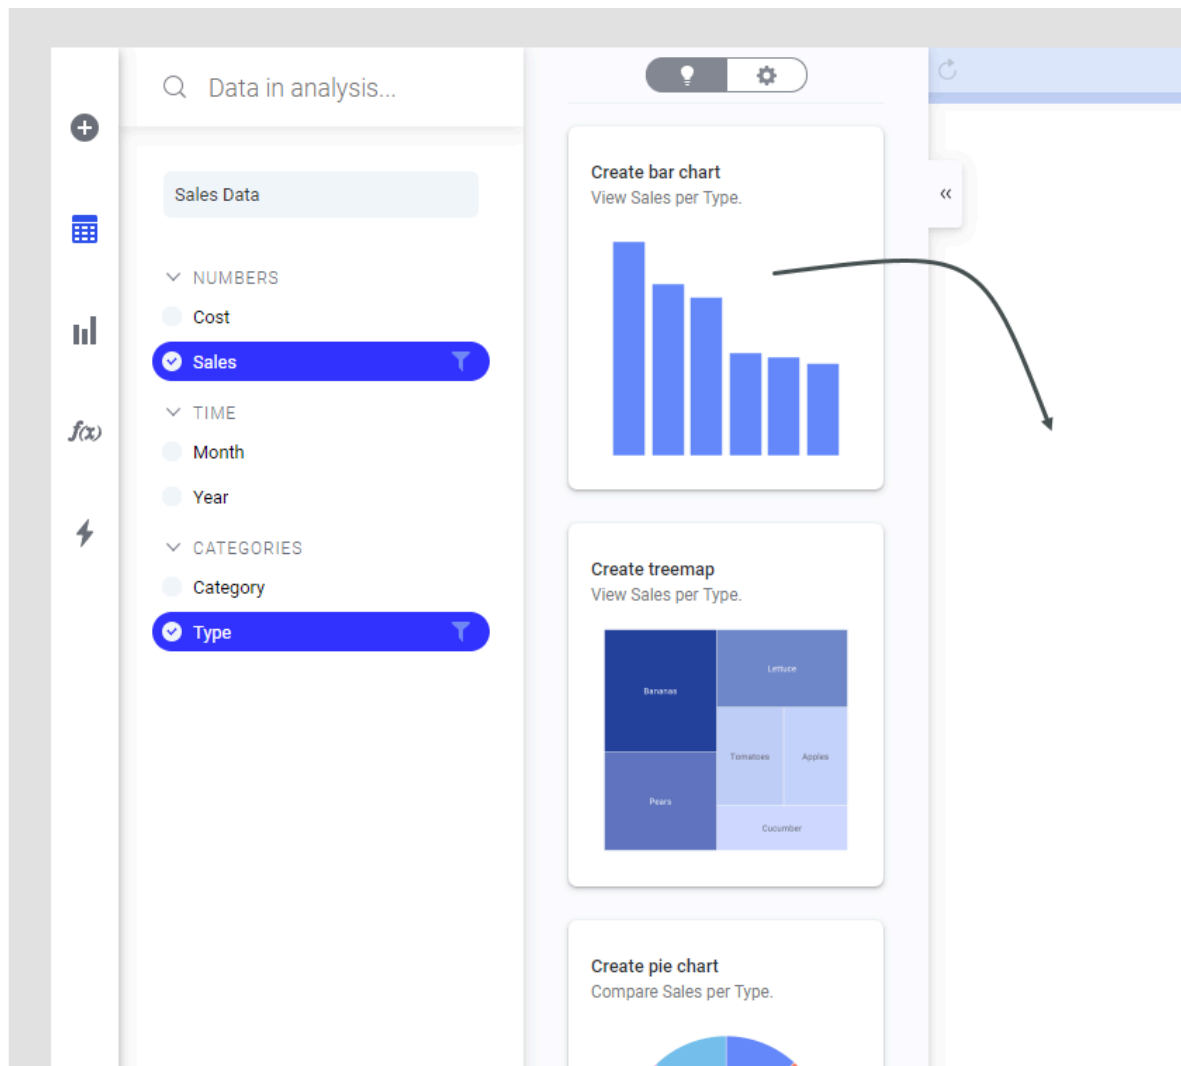 Data in analysis...
Sales Data
NUMBERS
Cost
Sales
TIME
Month
Year
CATEGORIES
Category
Type
f(x)
Create bar chart
View Sales per Type.
Create treemap
View Sales per Type.
Bananas
Lettuce
Tomatoes
Apples
Pears
Cucumber
Create pie chart
Compare Sales per Type.